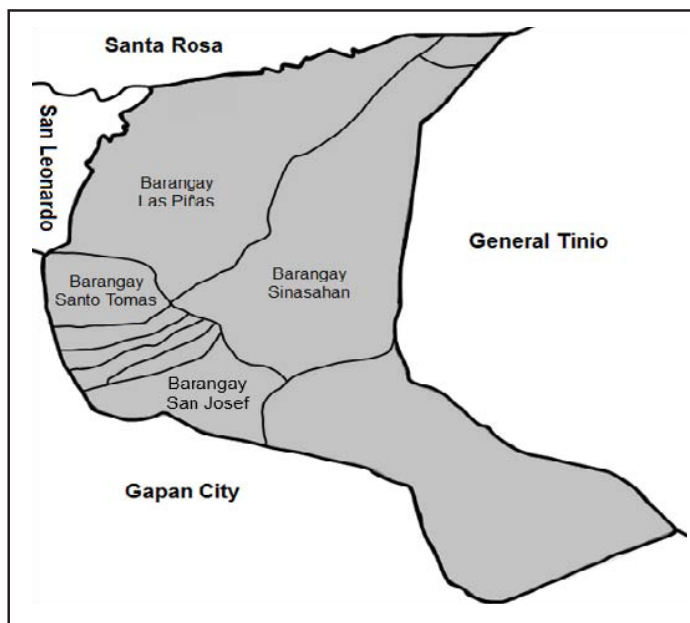 Santa Rosa
San Leonardo
Barangay
Las Piñas
General Tinio
Barangay
Santo Tomas
Barangay
Sinasahan
Barangay
San Josef
Gapan City